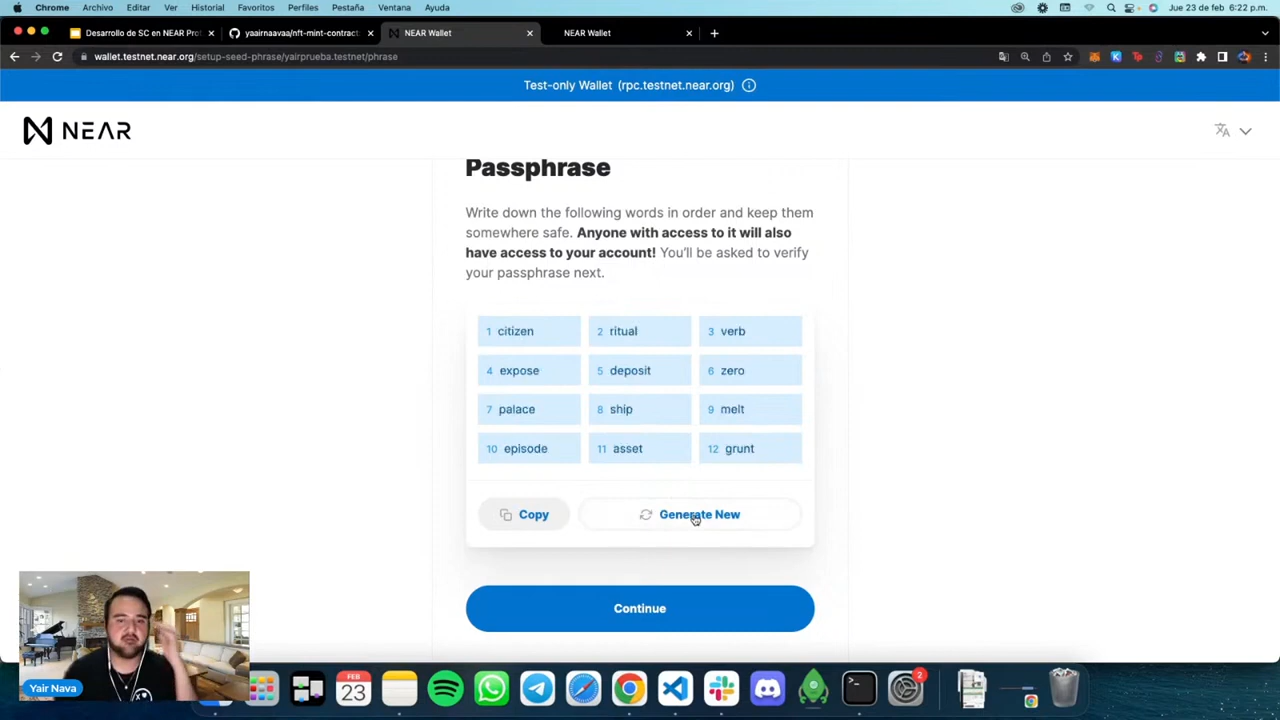 Chrome Archivo Editar Ver Historial Favoritos Perfiles Pestaña Ventana Ayuda Jue 23 de feb 6:22 p.m.
Desarrollo de SC en NEAR Pro yaairnaavaa/nft-mint-contract NEAR Wallet NEAR Wallet
wallet.testnet.near.org/setup-seed-phrase/yairprueba.testnet/phrase
Test-only Wallet (rpc.testnet.near.org)
NEAR
Passphrase
Write down the following words in order and keep them
somewhere safe. Anyone with access to it will also
have access to your account! You’ll be asked to verify
your passphrase next.
1 citizen 2 ritual 3 verb
4 expose 5 deposit 6 zero
7 palace 8 ship 9 melt
10 episode 11 asset 12 grunt
Copy Generate New
Continue
Yair Nava
FEB
23
2